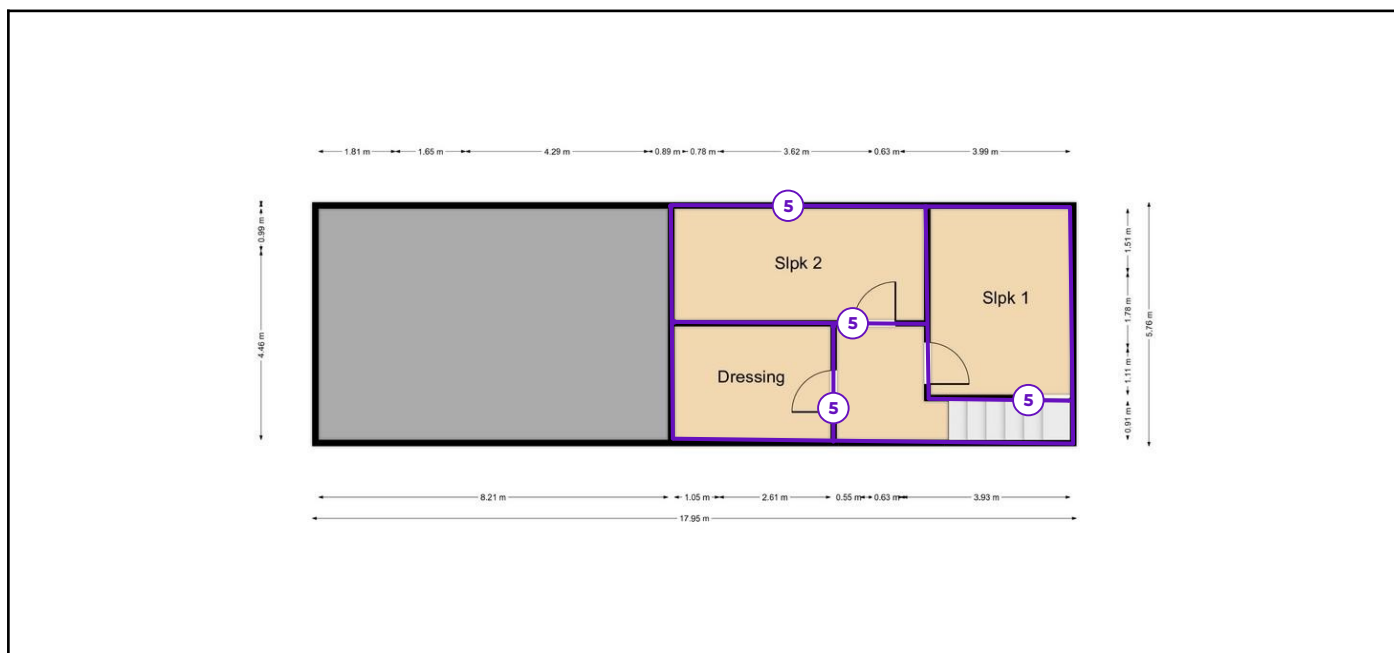 1.81 m 1.65 m 4.29 m 0.89 m 0.78 m 3.62 m 0.63 m 3.99 m
5
0.99 m
4.46 m
Slpk 2
Slpk 1
5
Dressing
5
5
1.51 m
1.78 m
1.11 m
0.91 m
5.76 m
8.21 m 1.05 m 2.61 m 0.55 m 0.63 m 3.93 m
17.95 m